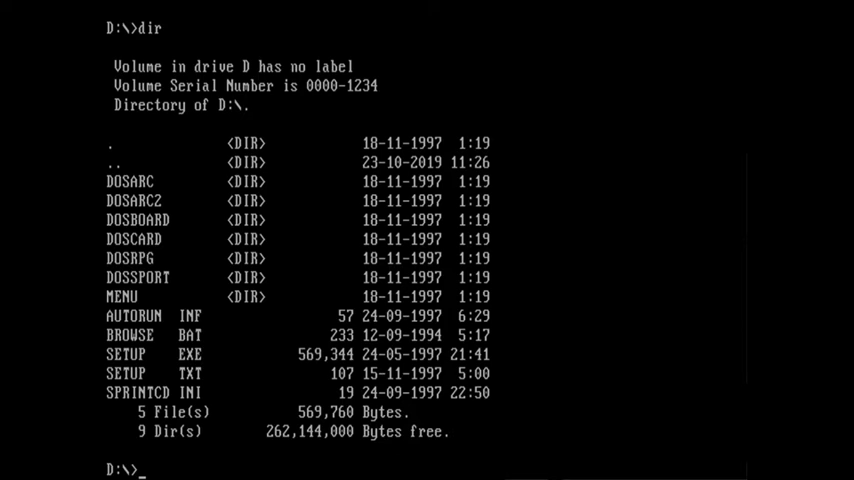 D:\>dir
Volume in drive D has no label
Volume Serial Number is 0000-1234
Directory of D:\.
. <DIR> 18-11-1997 1:19
.. <DIR> 23-10-2019 11:26
DOSARC <DIR> 18-11-1997 1:19
DOSARC2 <DIR> 18-11-1997 1:19
DOSBOARD <DIR> 18-11-1997 1:19
DOSCARD <DIR> 18-11-1997 1:19
DOSRPG <DIR> 18-11-1997 1:19
DOSSPORT <DIR> 18-11-1997 1:19
MENU <DIR> 18-11-1997 1:19
AUTORUN INF 57 24-09-1997 6:29
BROWSE BAT 233 12-09-1994 5:17
SETUP EXE 569,344 24-05-1997 21:41
SETUP TXT 107 15-11-1997 5:00
SPRINTCD INI 19 24-09-1997 22:50
5 File(s) 569,760 Bytes.
9 Dir(s) 262,144,000 Bytes free.
D:\>_